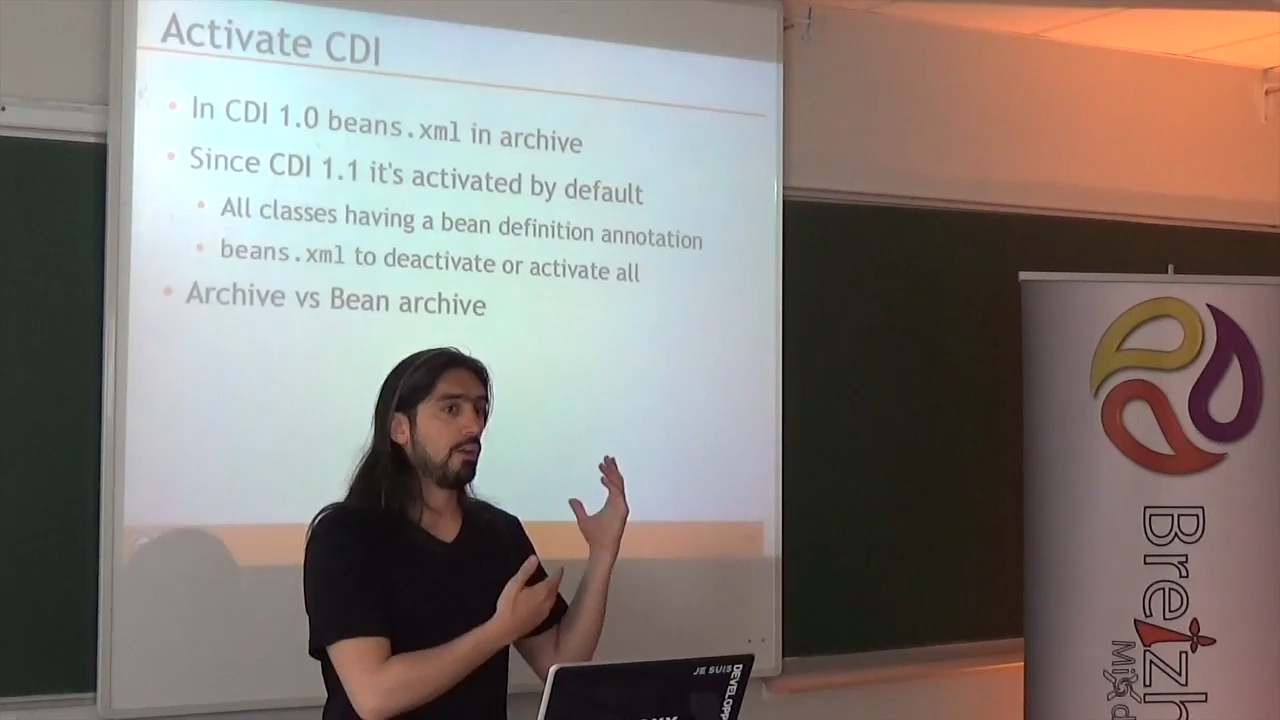 Activate CDI
In CDI 1.0 beans.xml in archive
Since CDI 1.1 it's activated by default
All classes having a bean definition annotation
beans.xml to deactivate or activate all
Archive vs Bean archive
JE SUIS
Breizh